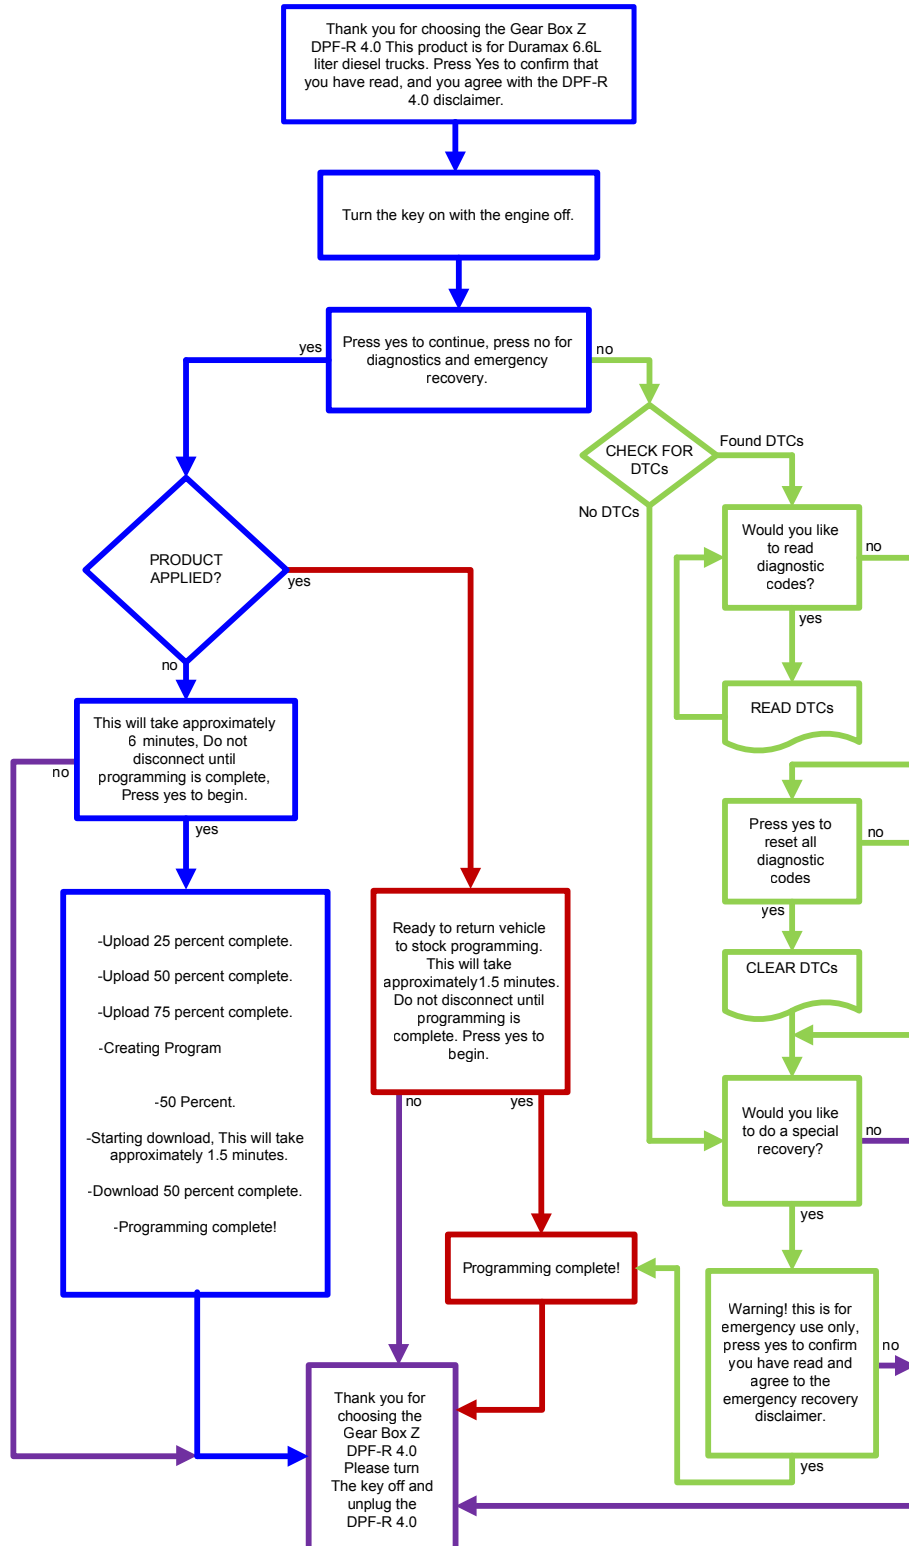 Thank you for choosing the Gear Box Z
DPF-R 4.0 This product is for Duramax 6.6L
liter diesel trucks. Press Yes to confirm that
you have read, and you agree with the DPF-R
4.0 disclaimer.
Turn the key on with the engine off.
Press yes to continue, press no for
diagnostics and emergency
recovery.
yes
no
CHECK FOR
DTCs
Found DTCs
No DTCs
Would you like
to read
diagnostic
codes?
no
yes
READ DTCs
PRODUCT
APPLIED?
yes
no
This will take approximately
6 minutes, Do not
disconnect until
programming is complete,
Press yes to begin.
no
yes
Press yes to
reset all
diagnostic
codes
no
yes
CLEAR DTCs
-Upload 25 percent complete.
-Upload 50 percent complete.
-Upload 75 percent complete.
-Creating Program
-50 Percent.
-Starting download, This will take
approximately 1.5 minutes.
-Download 50 percent complete.
-Programming complete!
Ready to return vehicle
to stock programming.
This will take
approximately1.5 minutes.
Do not disconnect until
programming is
complete. Press yes to
begin.
no
yes
Would you like
to do a special
recovery?
no
yes
Programming complete!
Warning! this is for
emergency use only,
press yes to confirm
you have read and
agree to the
emergency recovery
disclaimer.
no
yes
Thank you for
choosing the
Gear Box Z
DPF-R 4.0
Please turn
The key off and
unplug the
DPF-R 4.0